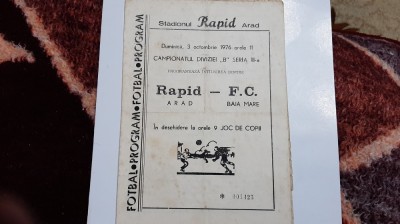 FOTBAL • PROGRAM • FOTBAL • PROGRAM
Stadionul Rapid Arad
Duminică, 3 octombrie 1976 orele 11
CAMPIONATUL DIVIZIEI „B” SERIA III-a
Rapid — F.C.
ARAD BAIA MARE
În deschidere la orele 9 JOC DE COPII